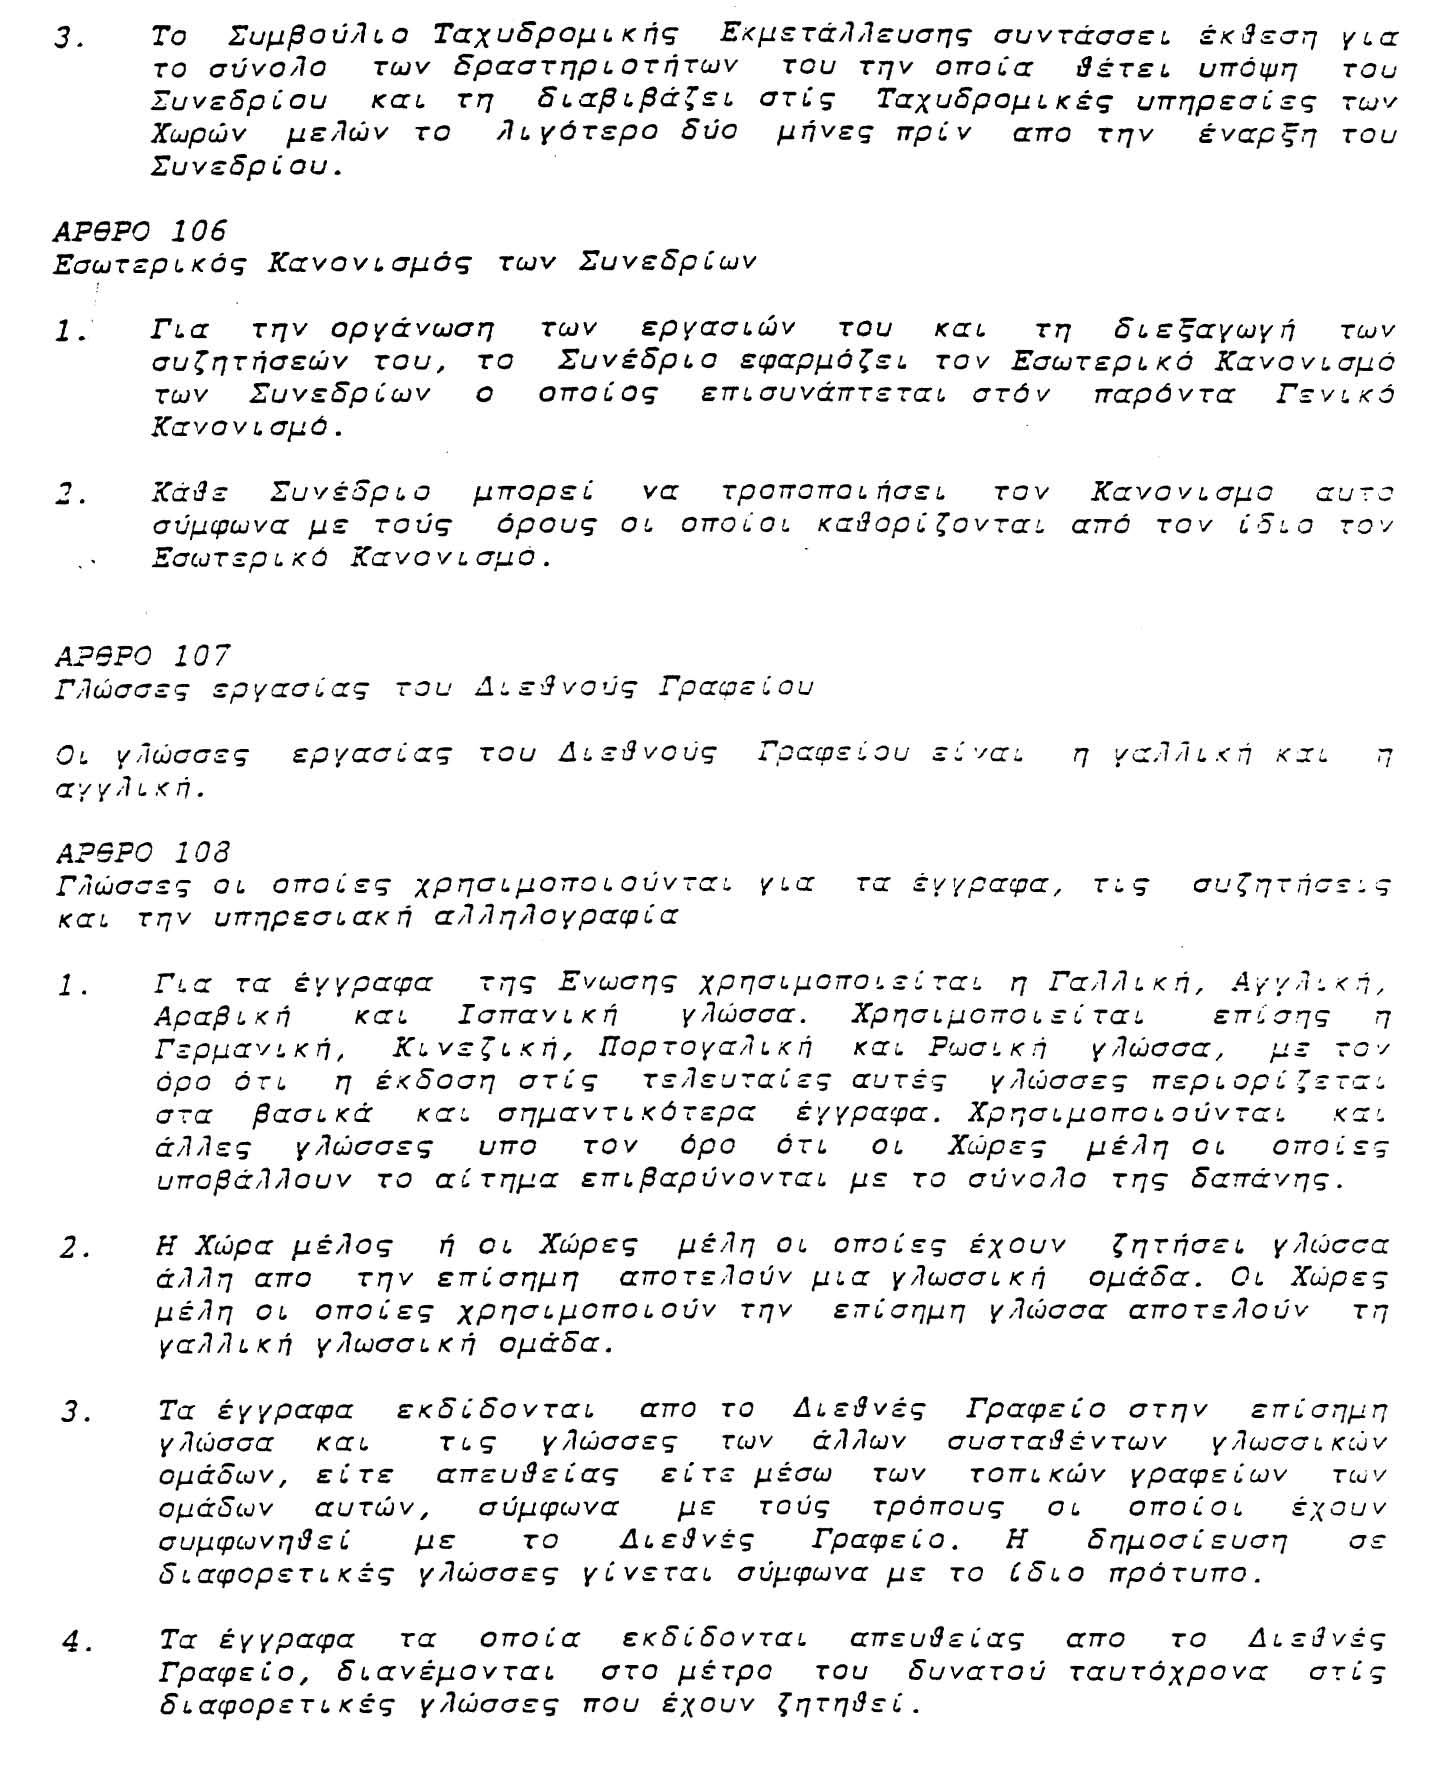 3. Το Συμβούλιο Ταχυδρομικής Εκμετάλλευσης συντάσσει έκθεση για
το σύνολο των δραστηριοτήτων του την οποία θέτει υπόψη του
Συνεδρίου και τη διαβιβάζει στίς Ταχυδρομικές υπηρεσίες των
Χωρών μελών το λιγότερο δύο μήνες πρίν απο την έναρξη του
Συνεδρίου.
ΑΡΘΡΟ 106
Εσωτερικός Κανονισμός των Συνεδρίων
1. Για την οργάνωση των εργασιών του και τη διεξαγωγή των
συζητήσεών του, το Συνέδριο εφαρμόζει τον Εσωτερικό Κανονισμό
των Συνεδρίων ο οποίος επισυνάπτεται στόν παρόντα Γενικό
Κανονισμό.
2. Κάθε Συνέδριο μπορεί να τροποποιήσει τον Κανονισμο αυτο
σύμφωνα με τούς όρους οι οποίοι καθορίζονται από τον ίδιο τον
Εσωτερικό Κανονισμό.
ΑΡΘΡΟ 107
Γλώσσες εργασίας του Διεθνούς Γραφείου
Οι γλώσσες εργασίας του Διεθνούς Γραφείου είναι η γαλλική και η
αγγλική.
ΑΡΘΡΟ 108
Γλώσσες οι οποίες χρησιμοποιούνται για τα έγγραφα, τις συζητήσεις
και την υπηρεσιακή αλληλογραφία
1. Για τα έγγραφα της Ενωσης χρησιμοποιείται η Γαλλική, Αγγλική,
Αραβική και Ισπανική γλώσσα. Χρησιμοποιείται επίσης η
Γερμανική, Κινεζική, Πορτογαλική και Ρωσική γλώσσα, με τον
όρο ότι η έκδοση στίς τελευταίες αυτές γλώσσες περιορίζεται
στα βασικά και σημαντικότερα έγγραφα. Χρησιμοποιούνται και
άλλες γλώσσες υπο τον όρο ότι οι Χώρες μέλη οι οποίες
υποβάλλουν το αίτημα επιβαρύνονται με το σύνολο της δαπάνης.
2. Η Χώρα μέλος ή οι Χώρες μέλη οι οποίες έχουν ζητήσει γλώσσα
άλλη απο την επίσημη αποτελούν μια γλωσσική ομάδα. Οι Χώρες
μέλη οι οποίες χρησιμοποιούν την επίσημη γλώσσα αποτελούν τη
γαλλική γλωσσική ομάδα.
3. Τα έγγραφα εκδίδονται απο το Διεθνές Γραφείο στην επίσημη
γλώσσα και τις γλώσσες των άλλων συσταθέντων γλωσσικών
ομάδων, είτε απευθείας είτε μέσω των τοπικών γραφείων των
ομάδων αυτών, σύμφωνα με τούς τρόπους οι οποίοι έχουν
συμφωνηθεί με το Διεθνές Γραφείο. Η δημοσίευση σε
διαφορετικές γλώσσες γίνεται σύμφωνα με το ίδιο πρότυπο.
4. Τα έγγραφα τα οποία εκδίδονται απευθείας απο το Διεθνές
Γραφείο, διανέμονται στο μέτρο του δυνατού ταυτόχρονα στίς
διαφορετικές γλώσσες που έχουν ζητηθεί.